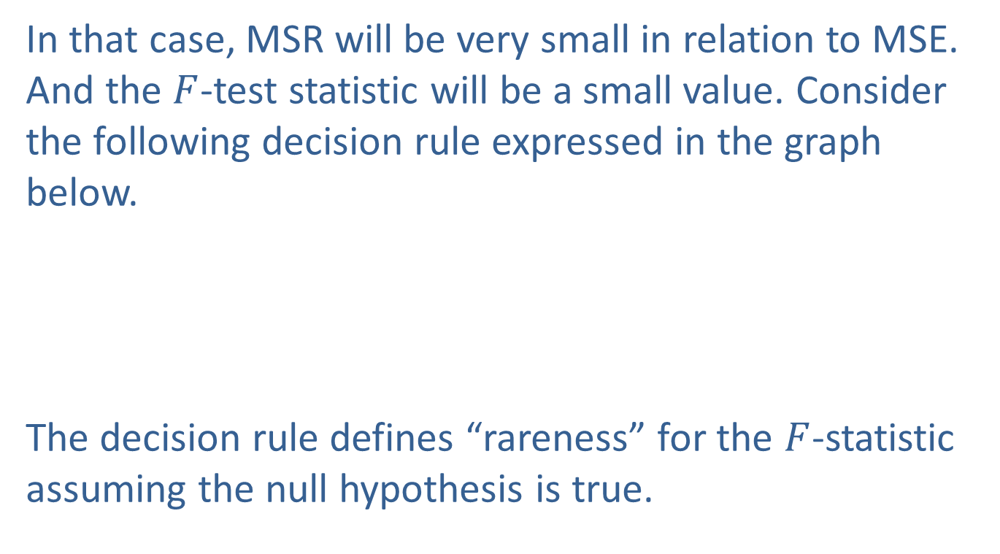 In that case, MSR will be very small in relation to MSE.
And the F-test statistic will be a small value. Consider
the following decision rule expressed in the graph
below.
The decision rule defines “rareness” for the F-statistic
assuming the null hypothesis is true.